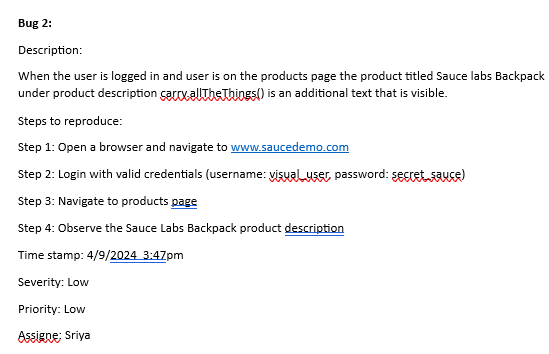 Bug 2:
Description:
When the user is logged in and user is on the products page the product titled Sauce labs Backpack
under product description carry.allTheThings() is an additional text that is visible.
Steps to reproduce:
Step 1: Open a browser and navigate to www.saucedemo.com
Step 2: Login with valid credentials (username: visual_user, password: secret_sauce)
Step 3: Navigate to products page
Step 4: Observe the Sauce Labs Backpack product description
Time stamp: 4/9/2024 3:47pm
Severity: Low
Priority: Low
Assigne: Sriya